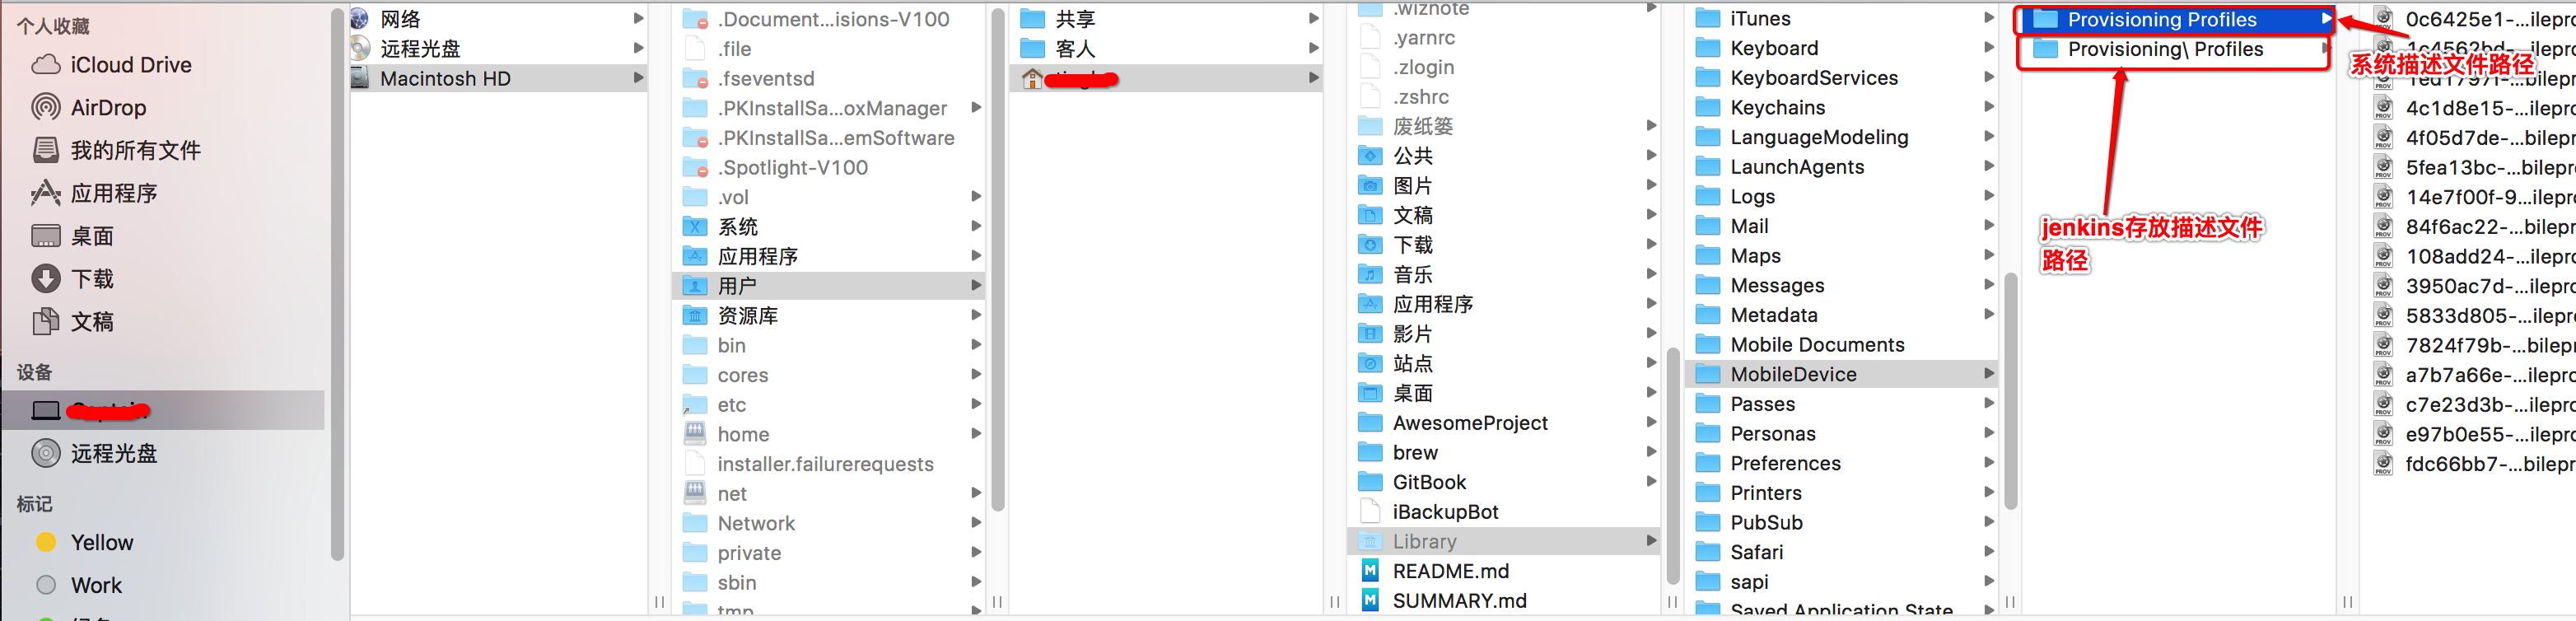 个人收藏
iCloud Drive
AirDrop
我的所有文件
应用程序
桌面
下载
文稿
设备
远程光盘
标记
Yellow
Work
网络
远程光盘
Macintosh HD
.Document...isions-V100
.file
.fseventsd
.PKInstallSa...oxManager
.PKInstallSa...emSoftware
.Spotlight-V100
.vol
系统
应用程序
用户
资源库
bin
cores
etc
home
installer.failurerequests
net
Network
private
sbin
tmp
共享
客人
.wiznote
.yarnrc
.zlogin
.zshrc
废纸篓
公共
图片
文稿
下载
音乐
应用程序
影片
站点
桌面
AwesomeProject
brew
GitBook
iBackupBot
Library
README.md
SUMMARY.md
iTunes
Keyboard
KeyboardServices
Keychains
LanguageModeling
LaunchAgents
Logs
Mail
Maps
Messages
Metadata
Mobile Documents
MobileDevice
Passes
Personas
Preferences
Printers
PubSub
Safari
sapi
Saved Application State
Provisioning Profiles
Provisioning\ Profiles
系统描述文件路径
jenkins存放描述文件
路径
0c6425e1-...ilepro
4c1d8e15-...ilepro
4f05d7de-...bilepr
5fea13bc-...bilepro
14e7f00f-9...ilepro
84f6ac22-...bilepr
108add24-...ilepro
3950ac7d-...ilepro
5833d805-...ilepro
7824f79b-...bilepr
a7b7a66e-...ilepro
c7e23d3b-...ilepro
e97b0e55-...ilepro
fdc66bb7-...bilepr